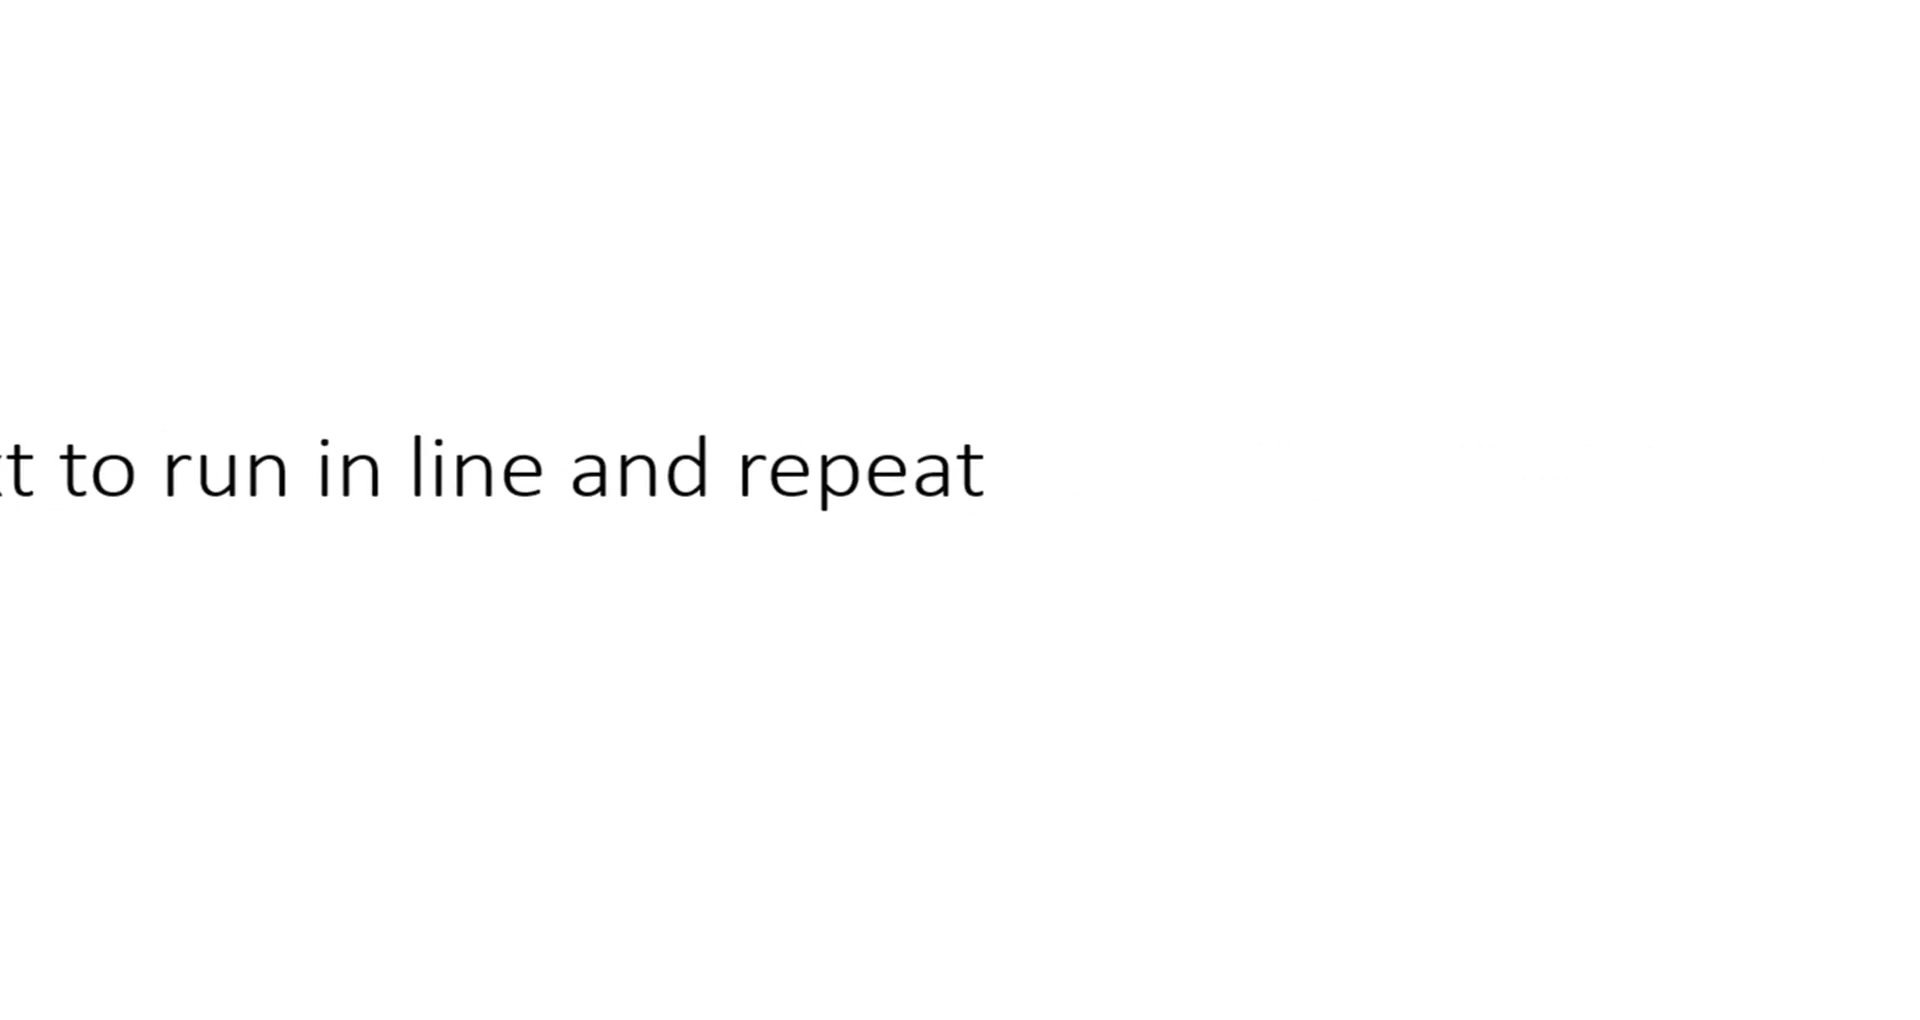 t to run in line and repeat